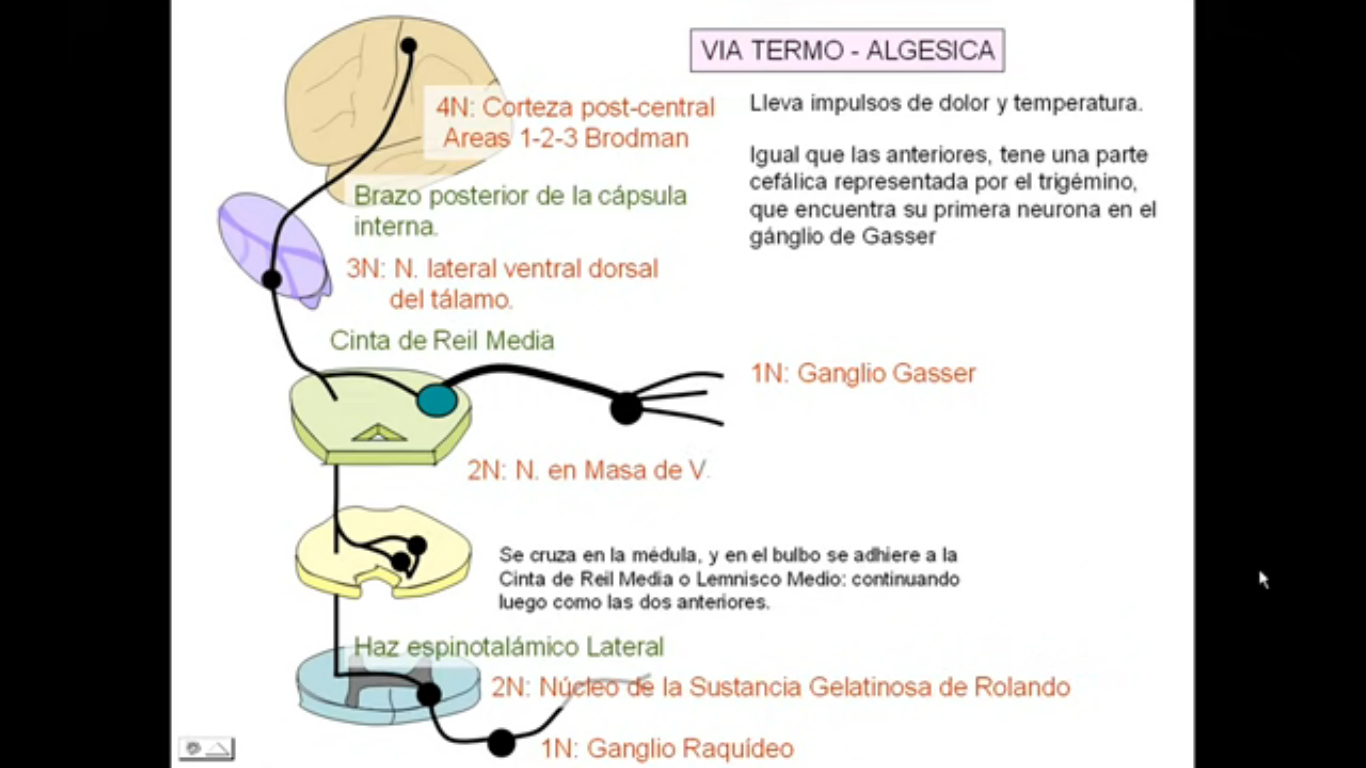 VIA TERMO - ALGESICA
Lleva impulsos de dolor y temperatura.
Igual que las anteriores, tene una parte
cefálica representada por el trigémino,
que encuentra su primera neurona en el
gánglio de Gasser
4N: Corteza post-central
Areas 1-2-3 Brodman
Brazo posterior de la cápsula
interna.
3N: N. lateral ventral dorsal
del tálamo.
Cinta de Reil Media
1N: Ganglio Gasser
2N: N. en Masa de V.
Se cruza en la médula, y en el bulbo se adhiere a la
Cinta de Reil Media o Lemnisco Medio: continuando
luego como las dos anteriores.
Haz espinotalámico Lateral
2N: Núcleo de la Sustancia Gelatinosa de Rolando
1N: Ganglio Raquídeo